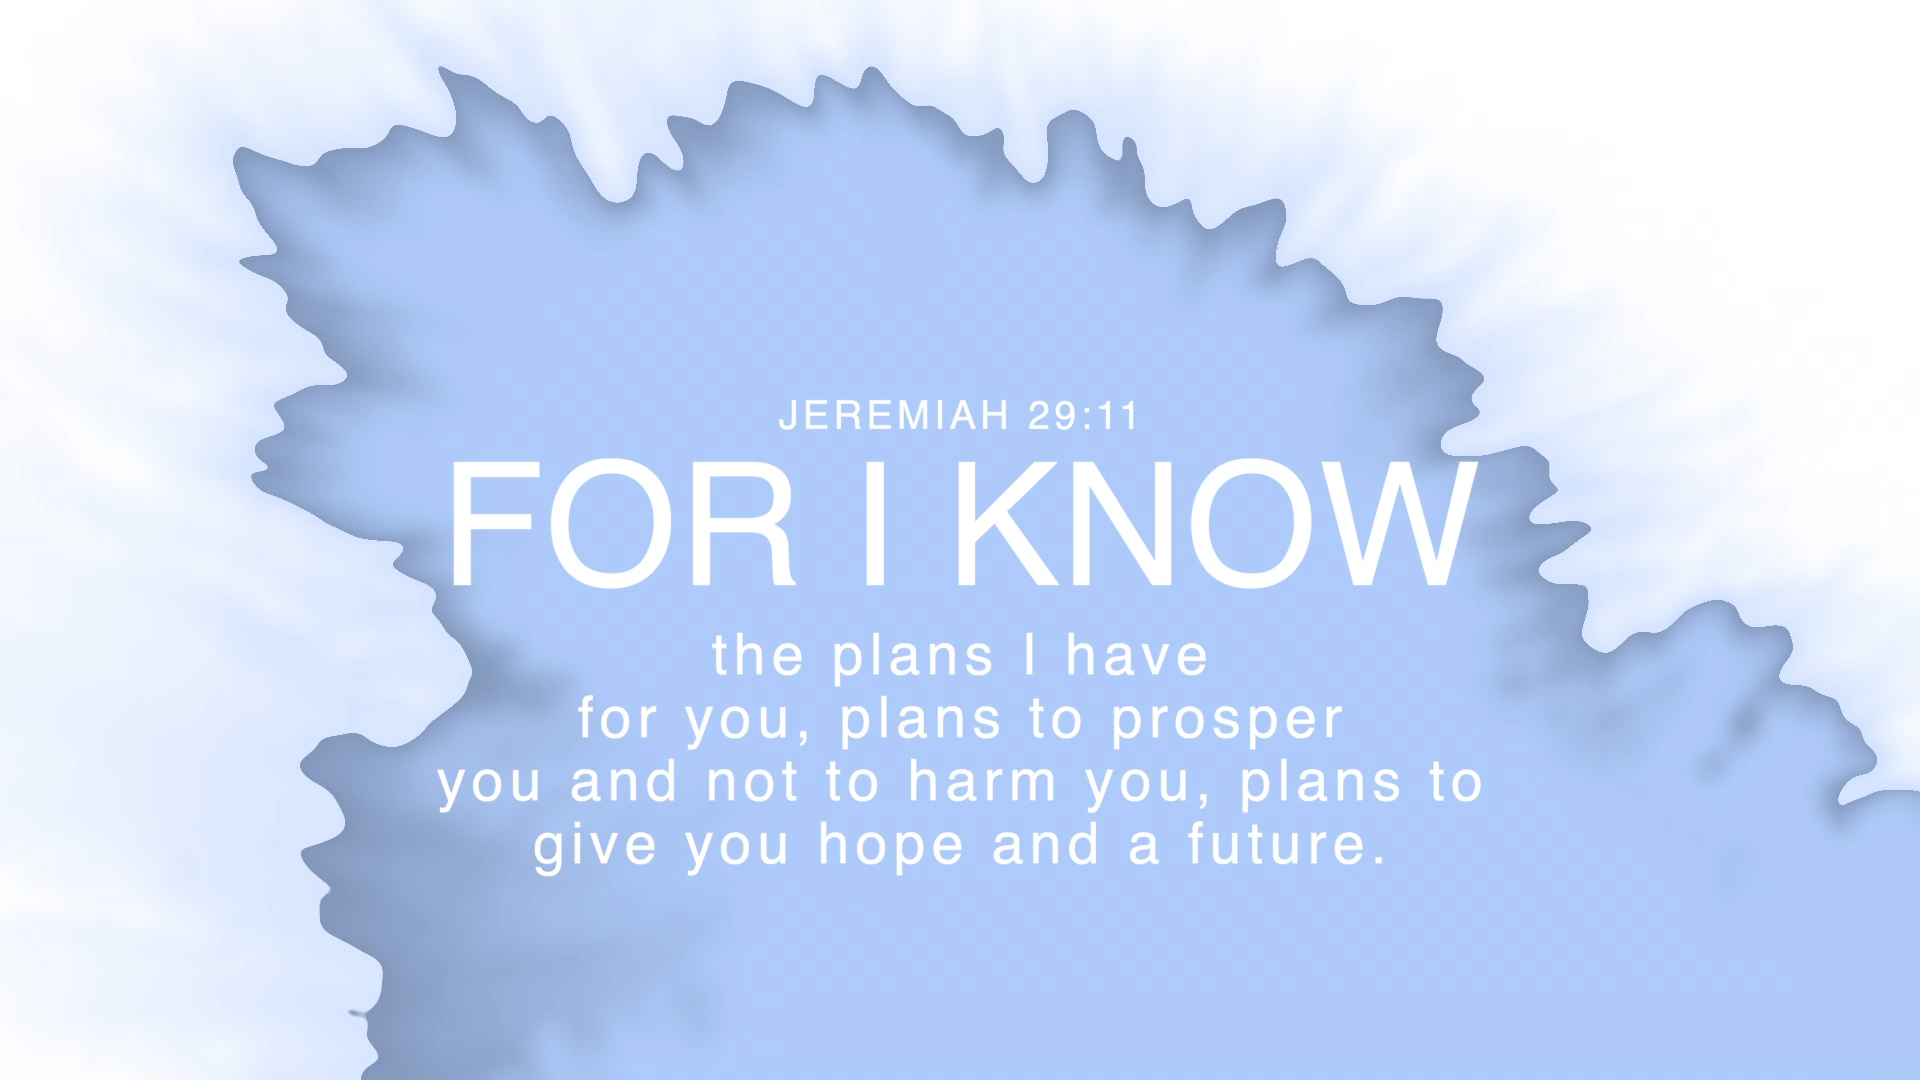 JEREMIAH 29:11
FOR I KNOW
the plans I have
for you, plans to prosper
you and not to harm you, plans to
give you hope and a future.